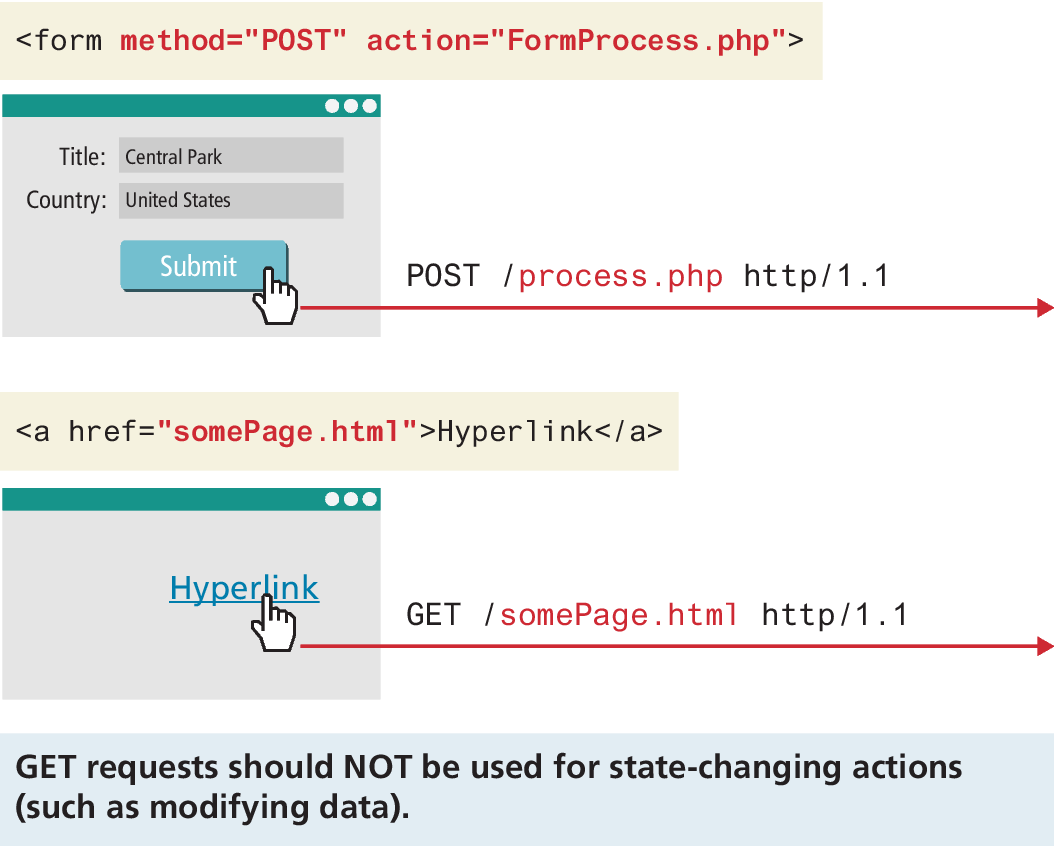 <form method="POST" action="FormProcess.php">
Title: Central Park
Country: United States
Submit
POST /process.php http/1.1
<a href="somePage.html">Hyperlink</a>
Hyperlink
GET /somePage.html http/1.1
GET requests should NOT be used for state-changing actions
(such as modifying data).